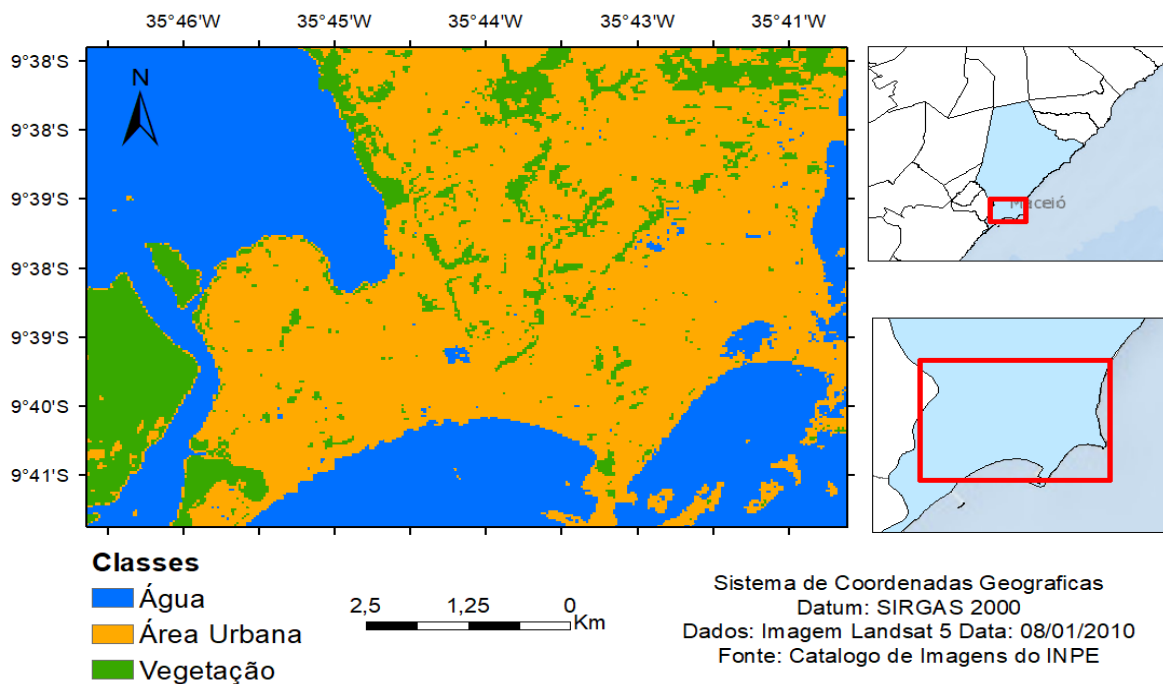 35°46'W 35°45'W 35°44'W 35°43'W 35°41'W
9°38'S
9°38'S
9°39'S
9°38'S
9°39'S
9°40'S
9°41'S
N
Maceió
Classes
Água
Área Urbana
Vegetação
2,5 1,25 0
Km
Sistema de Coordenadas Geograficas
Datum: SIRGAS 2000
Dados: Imagem Landsat 5 Data: 08/01/2010
Fonte: Catalogo de Imagens do INPE